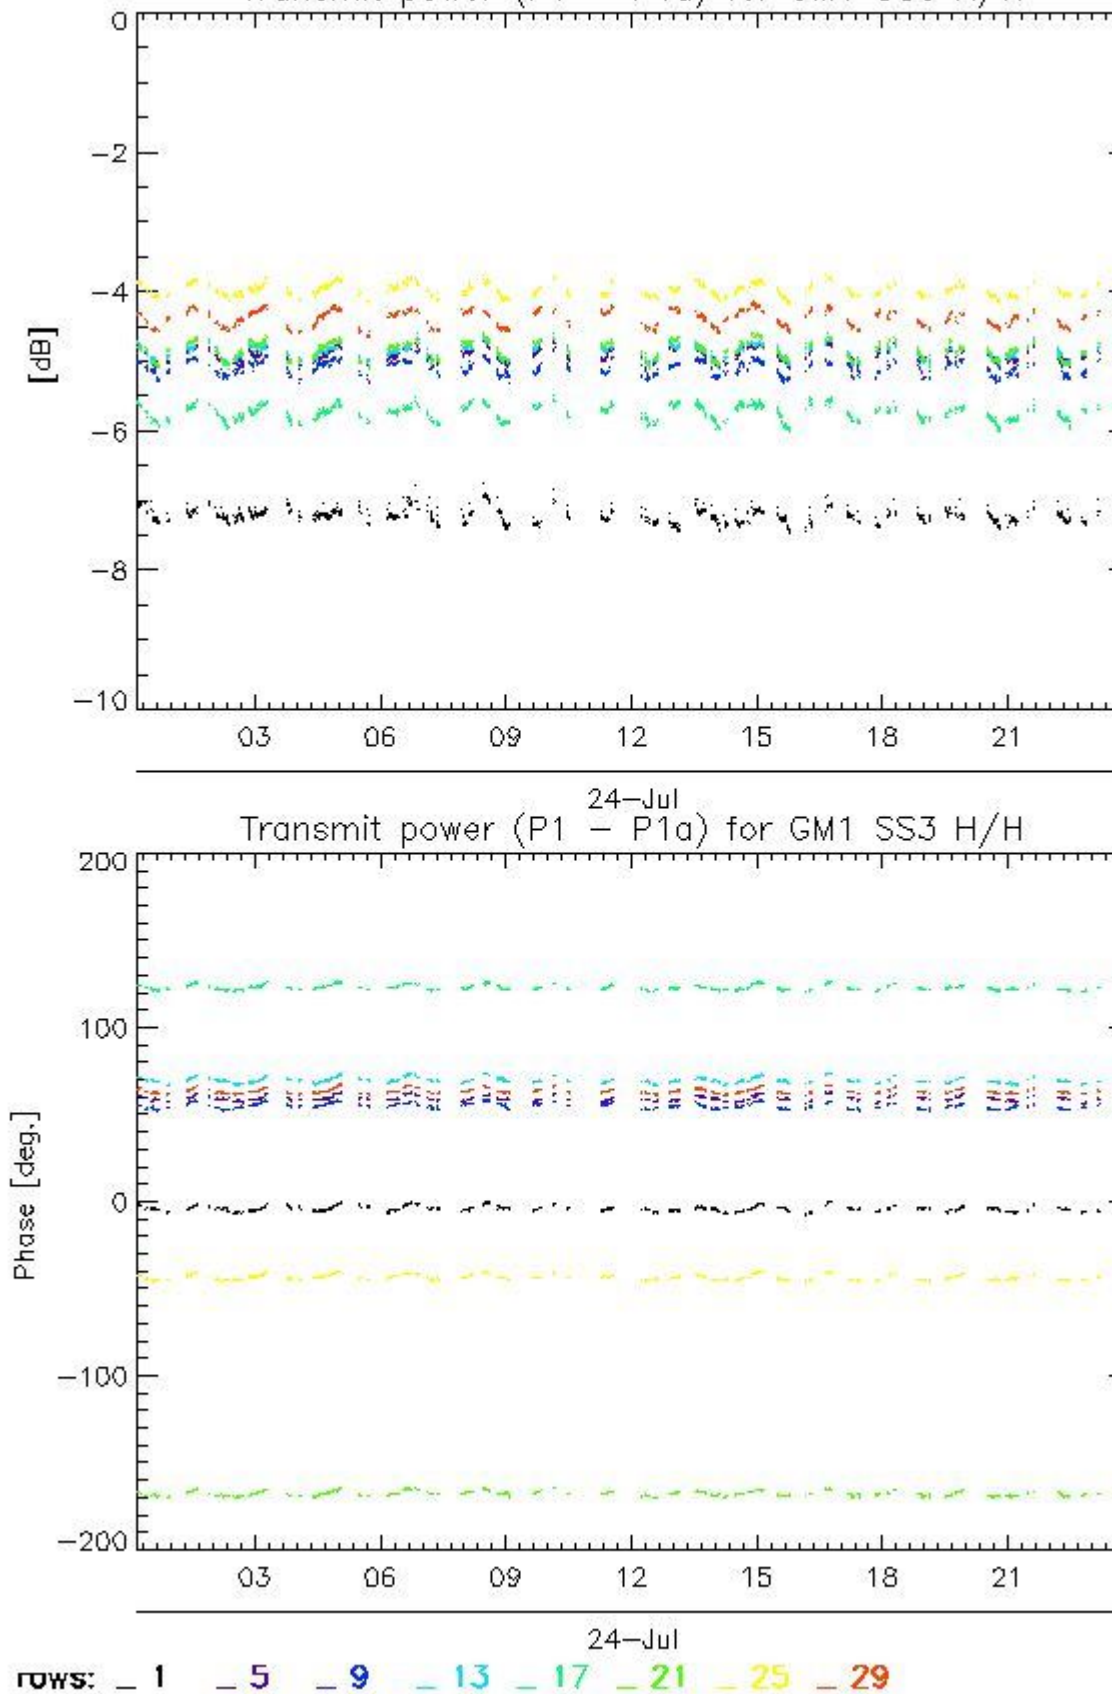 0
−2
−4
[dB]
−6
−8
−10
03 06 09 12 15 18 21
24−Jul
Transmit power (P1 − P1a) for GM1 SS3 H/H
200
100
Phase [deg.]
0
−100
−200
03 06 09 12 15 18 21
24−Jul
rows: _ 1 _ 5 _ 9 _ 13 _ 17 _ 21 _ 25 _ 29